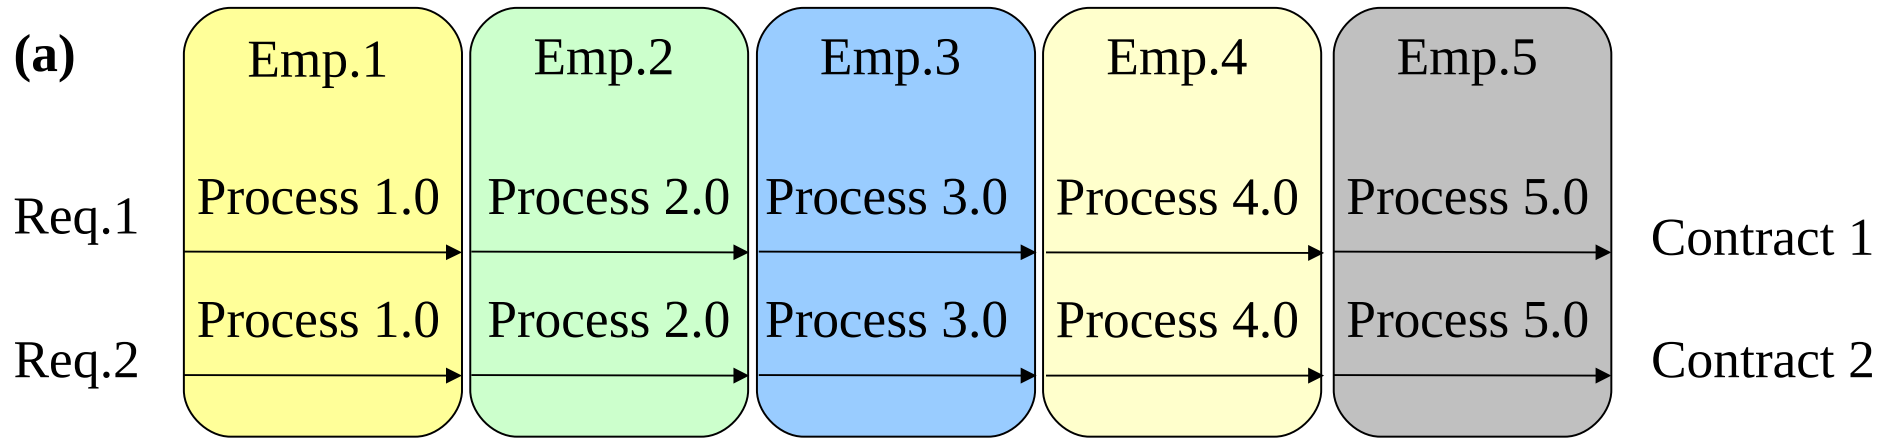 (a) Emp.1 Emp.2 Emp.3 Emp.4 Emp.5
Process 1.0 Process 2.0 Process 3.0 Process 4.0 Process 5.0
Req.1
Contract 1
Process 1.0 Process 2.0 Process 3.0 Process 4.0 Process 5.0
Req.2 Contract 2